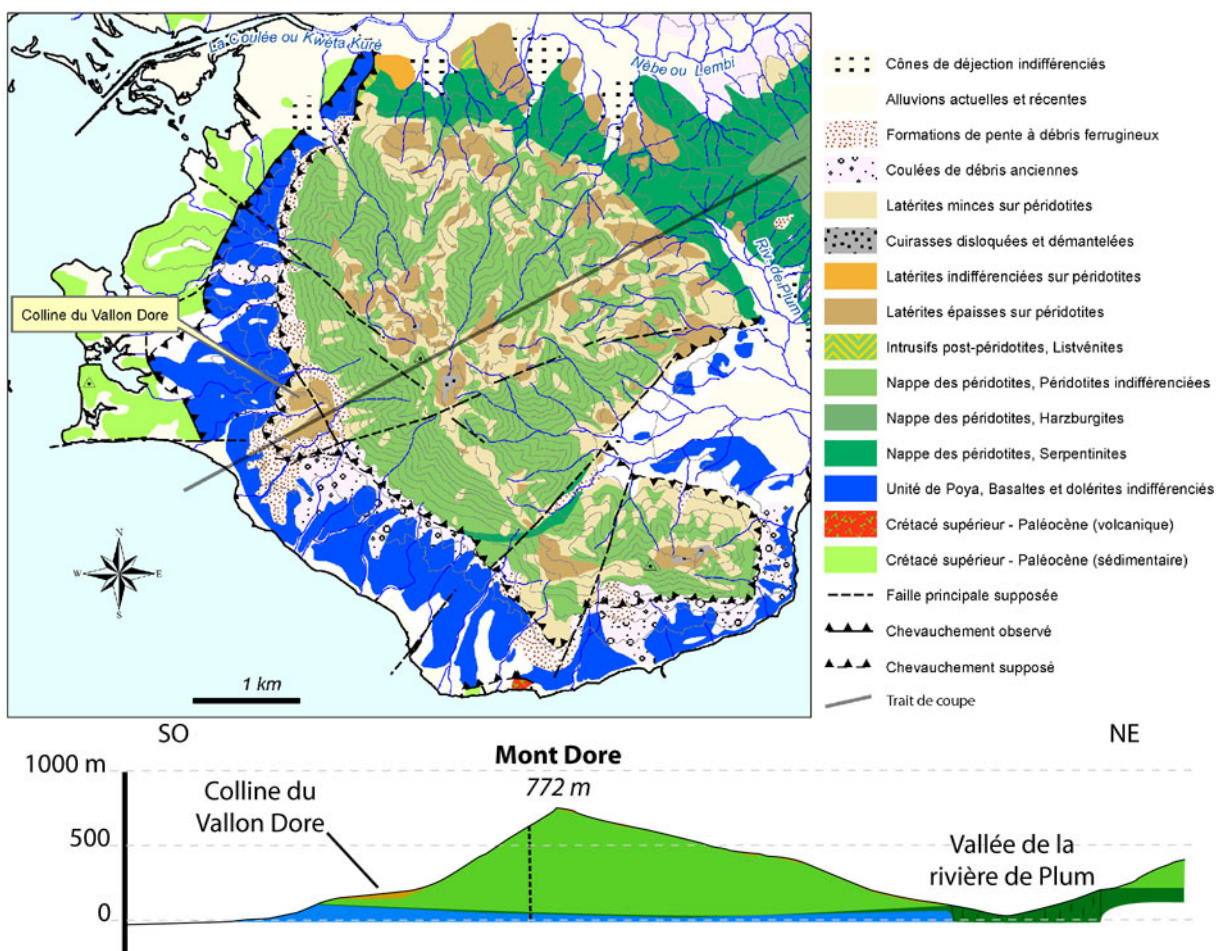 La Coulée ou Kwéta Kuré
Nèbe ou Lembi
Riv. de Plum
Colline du Vallon Dore
N
W
E
S
1 km
Cônes de déjection indifférenciés
Alluvions actuelles et récentes
Formations de pente à débris ferrugineux
Coulées de débris anciennes
Latérites minces sur péridotites
Cuirasses disloquées et démantelées
Latérites indifférenciées sur péridotites
Latérites épaisses sur péridotites
Intrusifs post-péridotites, Listvénites
Nappe des péridotites, Péridotites indifférenciées
Nappe des péridotites, Harzburgites
Nappe des péridotites, Serpentinites
Unité de Poya, Basaltes et dolérites indifférenciés
Crétacé supérieur - Paléocène (volcanique)
Crétacé supérieur - Paléocène (sédimentaire)
Faille principale supposée
Chevauchement observé
Chevauchement supposé
Trait de coupe
SO
NE
1000 m
Mont Dore
772 m
Colline du
Vallon Dore
500
Vallée de la
rivière de Plum
0